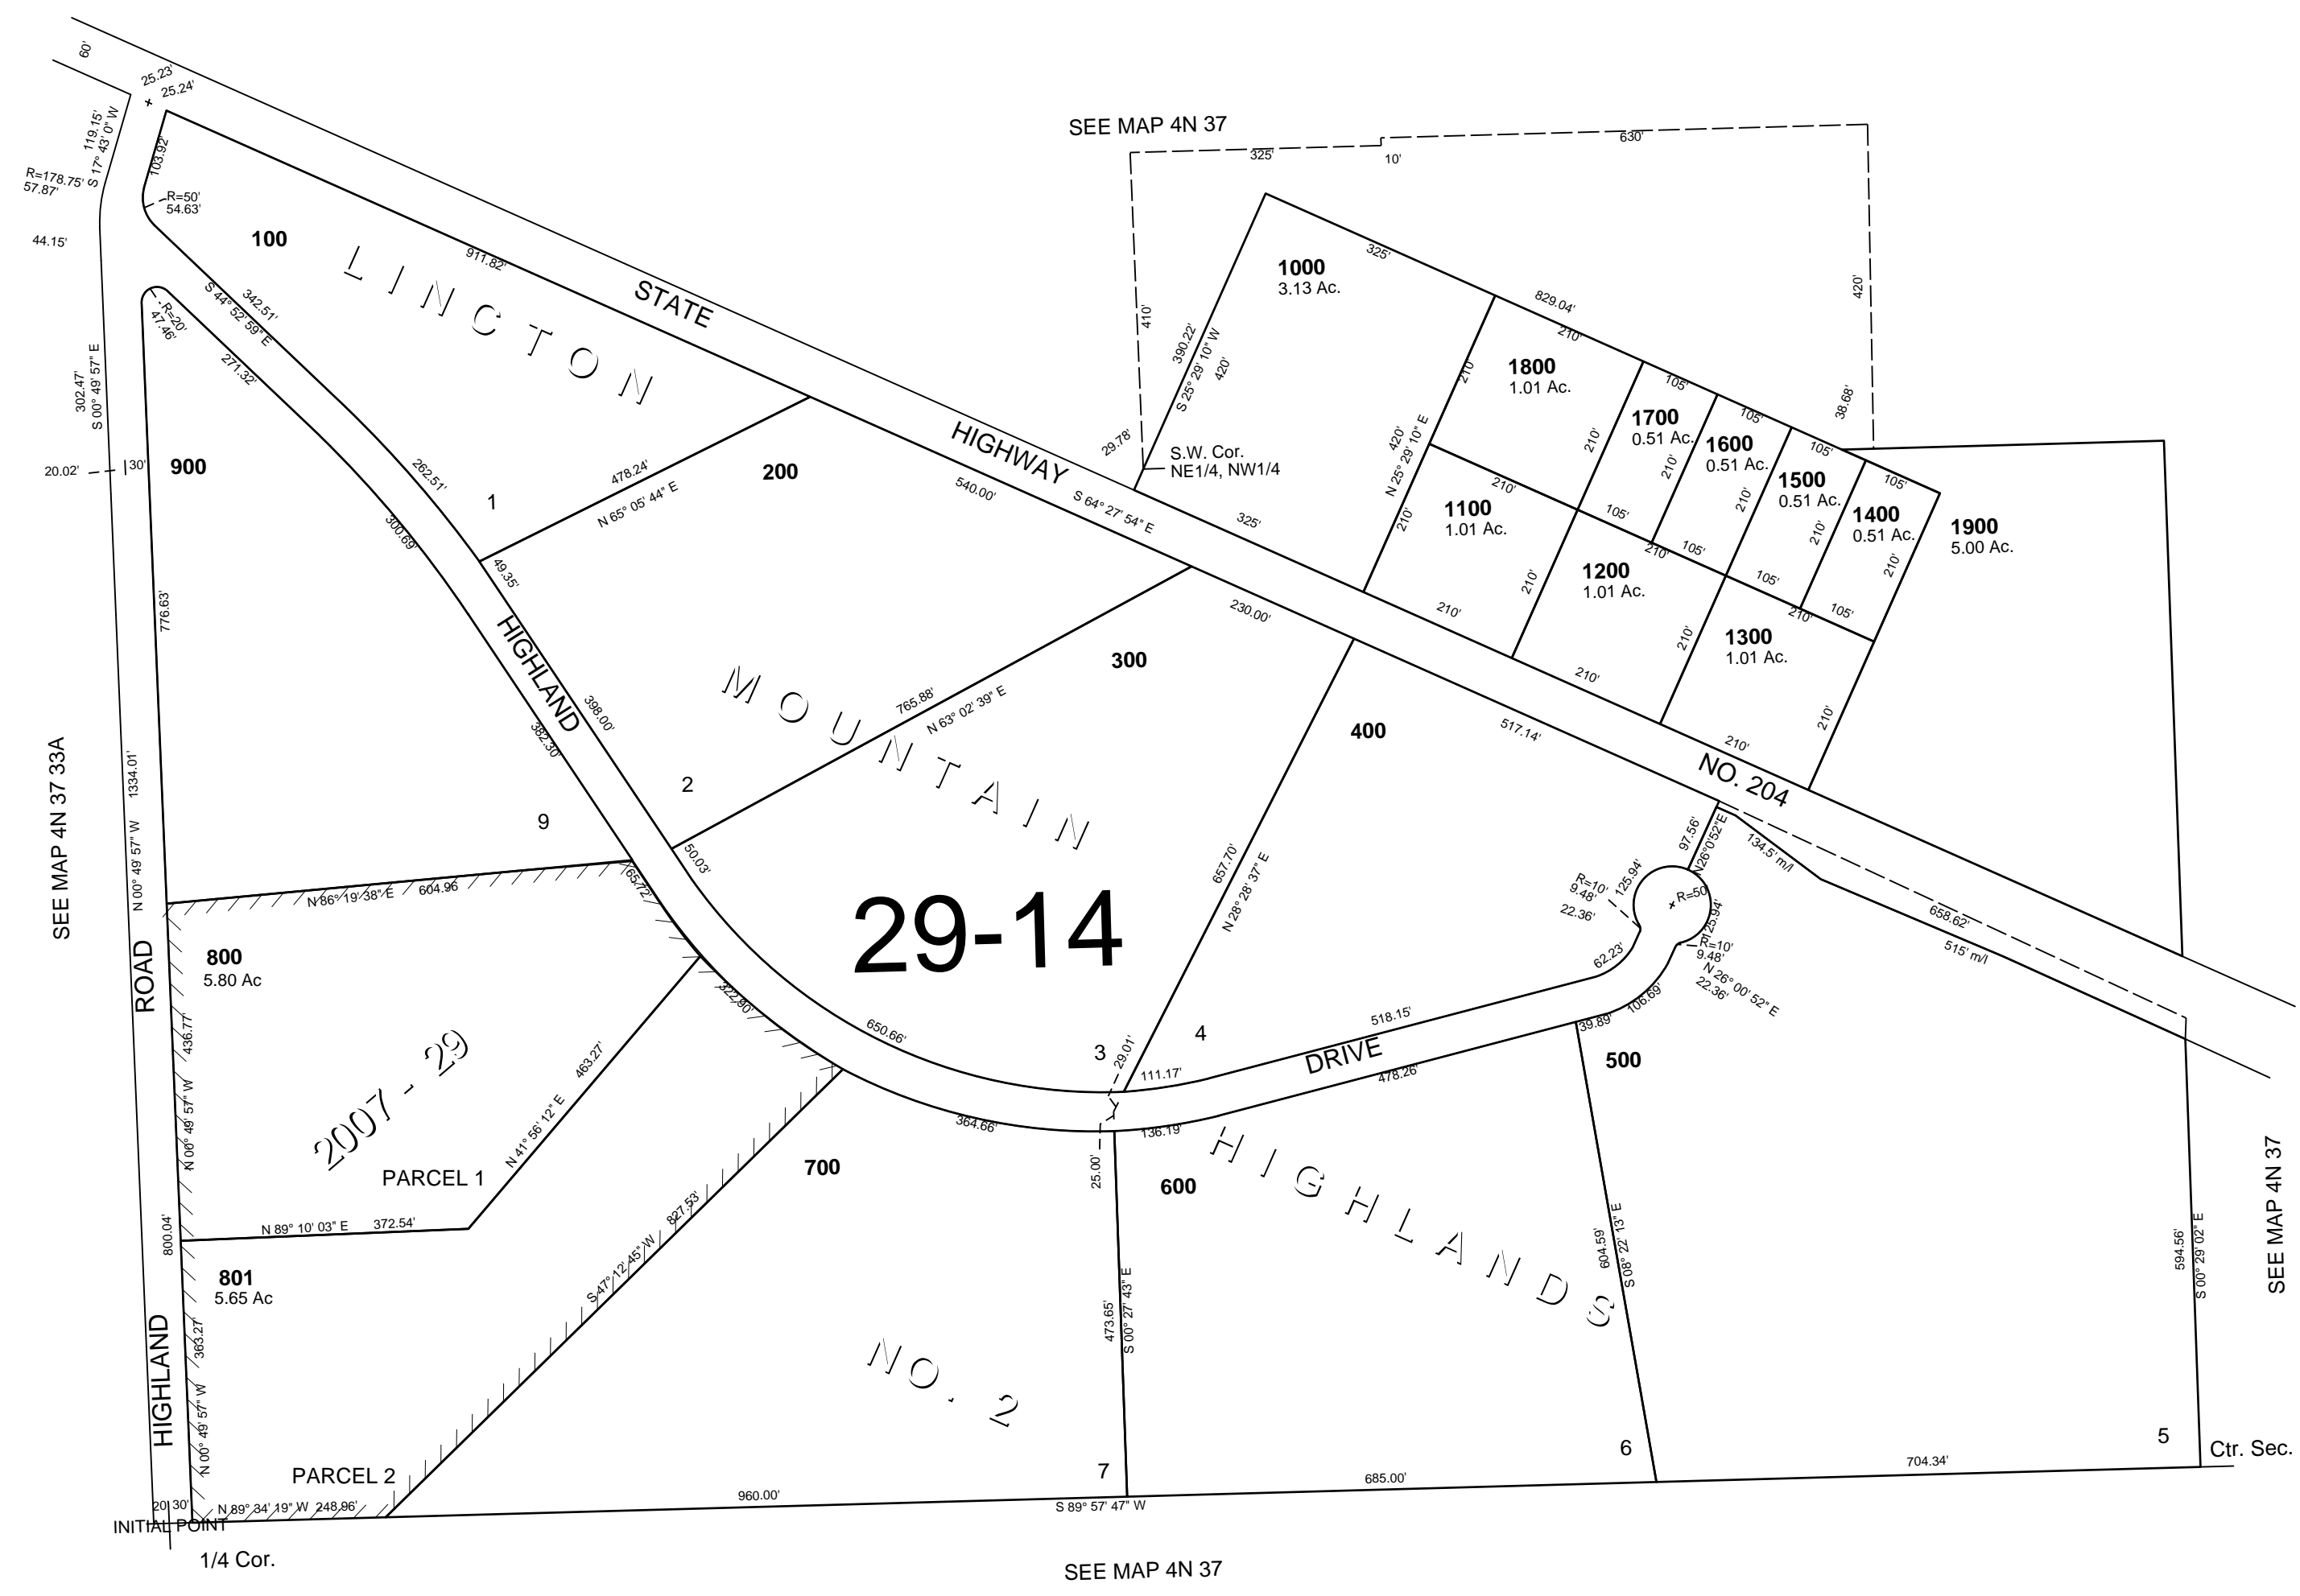 60'
25.23'
25.24'
119.15'
S 17° 43' 0" W
103.92'
R=178.75'
57.87'
R=50'
54.63'
44.15'
100
LINCTON
911.82'
STATE
SEE MAP 4N 37
325'
10'
630'
410'
420'
1000
3.13 Ac.
325'
829.04'
390.22'
S 25° 29' 10" W
420'
210'
210'
1800
1.01 Ac.
105'
1700
0.51 Ac.
105'
1600
0.51 Ac.
105'
38.68'
1500
0.51 Ac.
105'
1400
0.51 Ac.
1900
5.00 Ac.
342.51'
S 44° 52' 59" E
R=20'
47.46'
271.32'
302.47'
S 00° 49' 57" E
20.02'
30'
900
262.51'
1
478.24'
N 65° 05' 44" E
200
HIGHWAY
540.00'
S 64° 27' 54" E
29.78'
S.W. Cor.
NE1/4, NW1/4
325'
420'
N 25° 29' 10" E
210'
210'
210'
210'
210'
1100
1.01 Ac.
210'
105'
210'
105'
105'
210'
105'
210'
1200
1.01 Ac.
210'
1300
1.01 Ac.
210'
210'
210'
210'
210'
300.69'
49.35'
776.63'
HIGHLAND
398.00'
382.30'
MOUNTAIN
765.88'
N 63° 02' 39" E
300
230.00'
400
517.14'
NO. 204
2
9
1334.01'
N 00° 49' 57" W
SEE MAP 4N 37 33A
N 86° 19' 38" E 604.96
65.72'
50.03'
29-14
657.70'
N 28° 28' 37" E
97.56'
N26°0'52"E
134.5' m/l
125.94'
R=10'
9.48'
22.36'
R=50'
125.94'
R=10'
9.48'
N 26° 00' 52" E
22.36'
658.62'
515' m/l
62.23'
106.69'
39.89'
800
5.80 Ac
ROAD
436.77'
N 00° 49' 57" W
322.90'
650.66'
3
4
29.01'
111.17'
518.15'
DRIVE
478.26'
500
2007 - 29
463.27'
N 41° 56' 12" E
PARCEL 1
364.66'
136.19'
25.00'
700
600
HIGHLANDS
N 89° 10' 03" E 372.54'
800.04'
801
5.65 Ac
827.53'
S 47° 12' 45" W
604.59'
S 08° 22' 13" E
594.56'
S 00° 29' 02" E
SEE MAP 4N 37
HIGHLAND
363.27'
N 00° 49' 57" W
473.65'
S 00° 27' 43" E
NO. 2
PARCEL 2
7
6
5
Ctr. Sec.
20'
30'
N 89° 34' 19" W 248.96'
960.00'
S 89° 57' 47" W
685.00'
704.34'
INITIAL POINT
1/4 Cor.
SEE MAP 4N 37